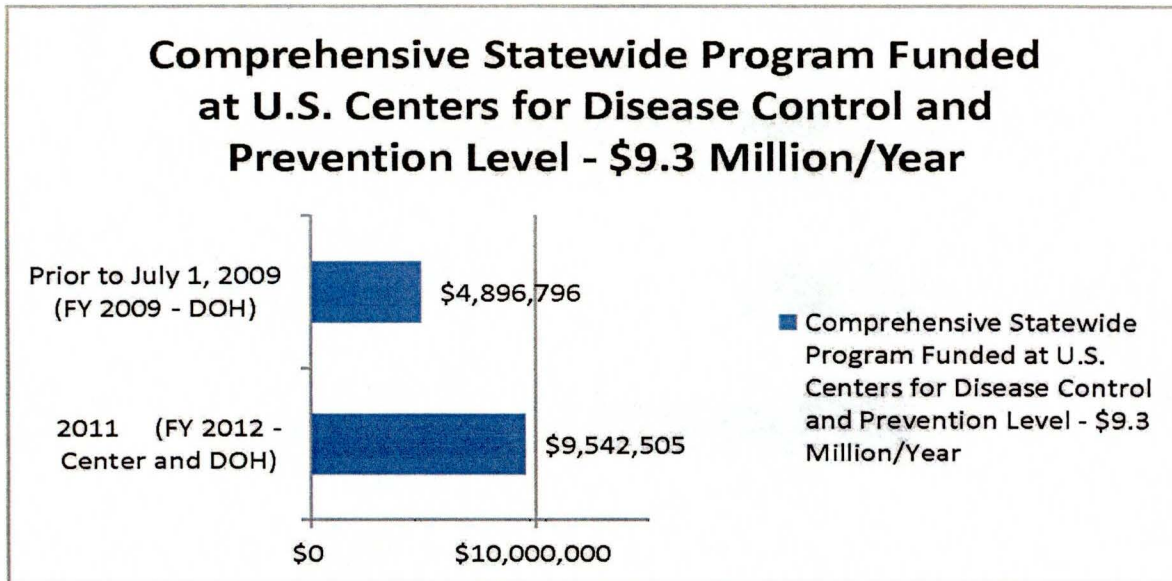 Comprehensive Statewide Program Funded
at U.S. Centers for Disease Control and
Prevention Level - $9.3 Million/Year
Prior to July 1, 2009
(FY 2009 - DOH)
$4,896,796
2011 (FY 2012 -
Center and DOH)
$9,542,505
$0
$10,000,000
Comprehensive Statewide
Program Funded at U.S.
Centers for Disease Control
and Prevention Level - $9.3
Million/Year